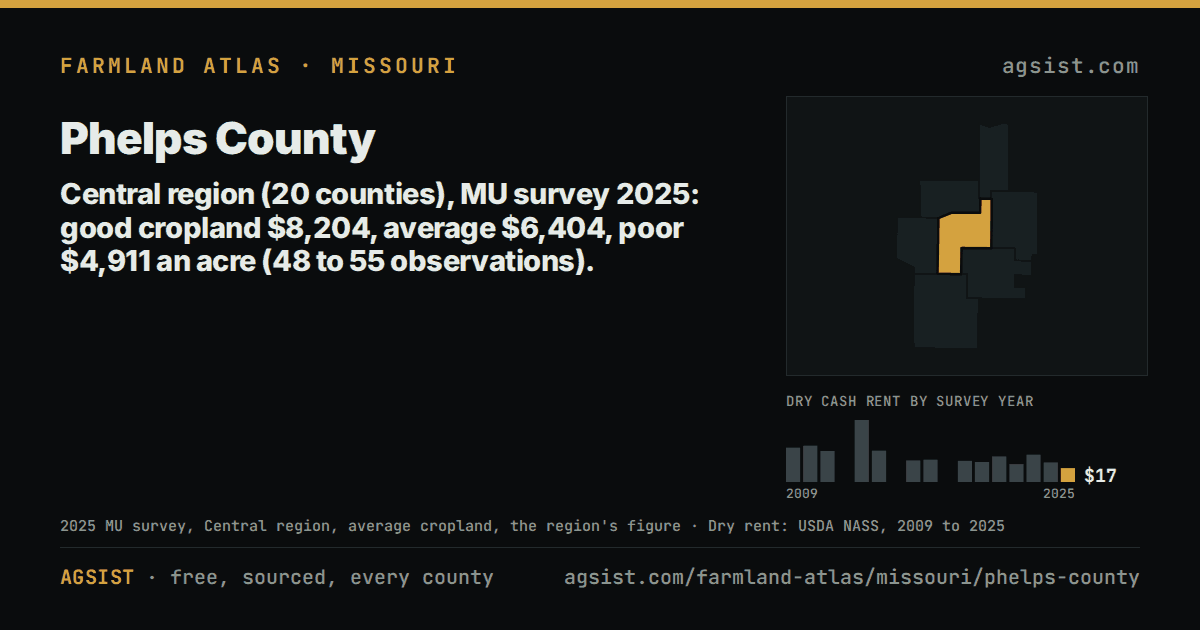 FARMLAND ATLAS · MISSOURI
agsist.com
Phelps County
Central region (20 counties), MU survey 2025:
good cropland $8,204, average $6,404, poor
$4,911 an acre (48 to 55 observations).
DRY CASH RENT BY SURVEY YEAR
$17
2009 2025
2025 MU survey, Central region, average cropland, the region's figure · Dry rent: USDA NASS, 2009 to 2025
AGSIST · free, sourced, every county
agsist.com/farmland-atlas/missouri/phelps-county